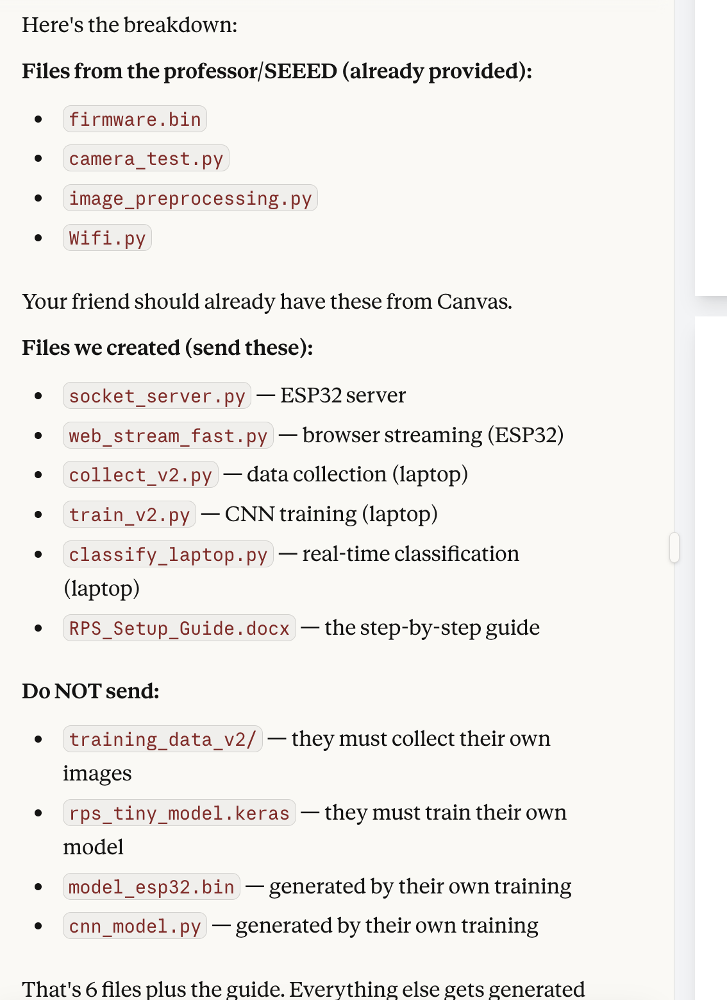 Here's the breakdown:
Files from the professor/SEEED (already provided):
firmware.bin
camera_test.py
image_preprocessing.py
Wifi.py
Your friend should already have these from Canvas.
Files we created (send these):
socket_server.py — ESP32 server
web_stream_fast.py — browser streaming (ESP32)
collect_v2.py — data collection (laptop)
train_v2.py — CNN training (laptop)
classify_laptop.py — real-time classification
(laptop)
RPS_Setup_Guide.docx — the step-by-step guide
Do NOT send:
training_data_v2/ — they must collect their own
images
rps_tiny_model.keras — they must train their own
model
model_esp32.bin — generated by their own training
cnn_model.py — generated by their own training
That's 6 files plus the guide. Everything else gets generated